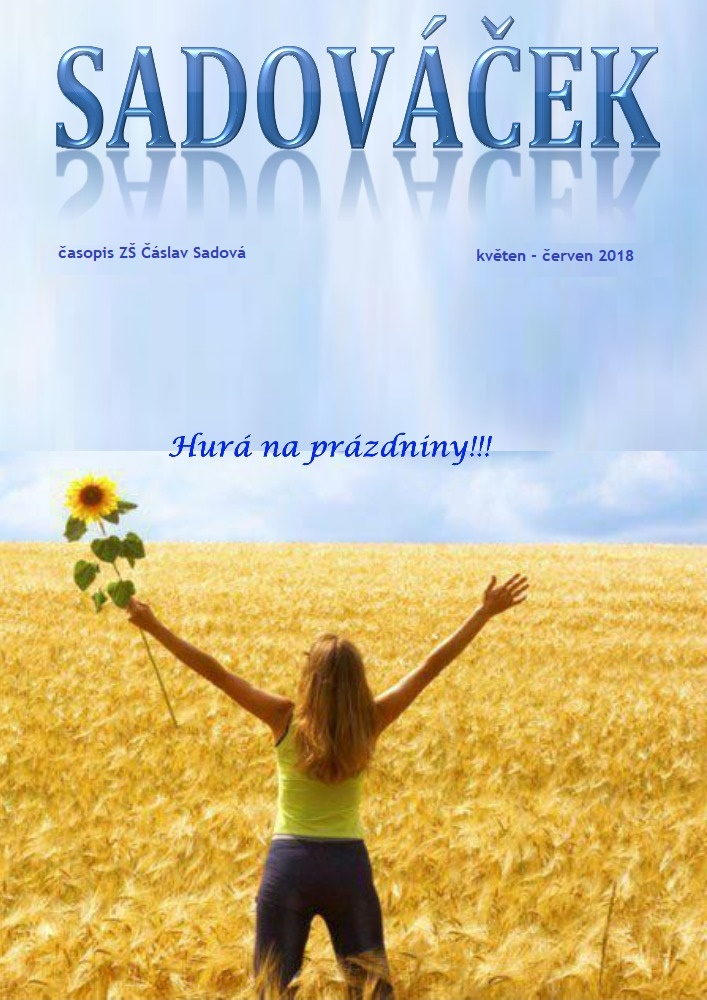 SADOVÁČEK
časopis ZŠ Čáslav Sadová
květen - červen 2018
Hurá na prázdniny!!!